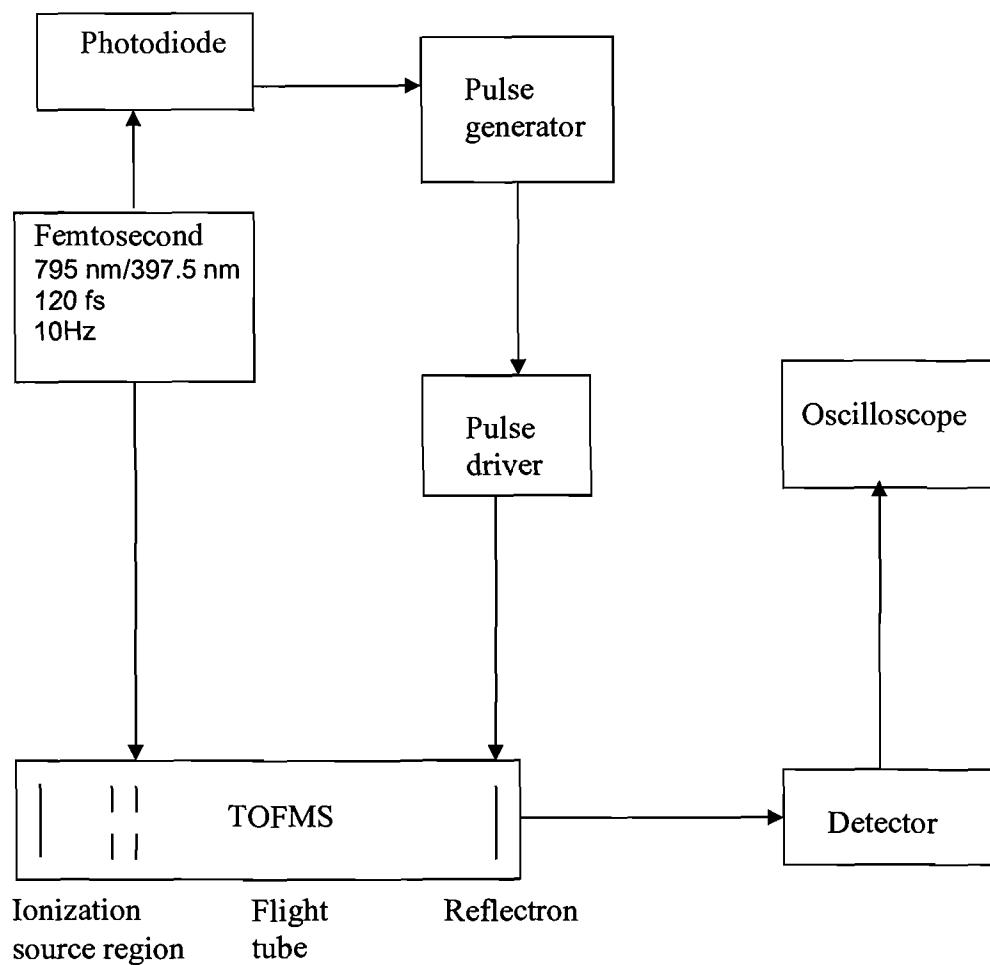 Photodiode
Pulse
generator
Femtosecond
795 nm/397.5 nm
120 fs
10Hz
Pulse
driver
Oscilloscope
TOFMS
Detector
Ionization
source region
Flight
tube
Reflectron